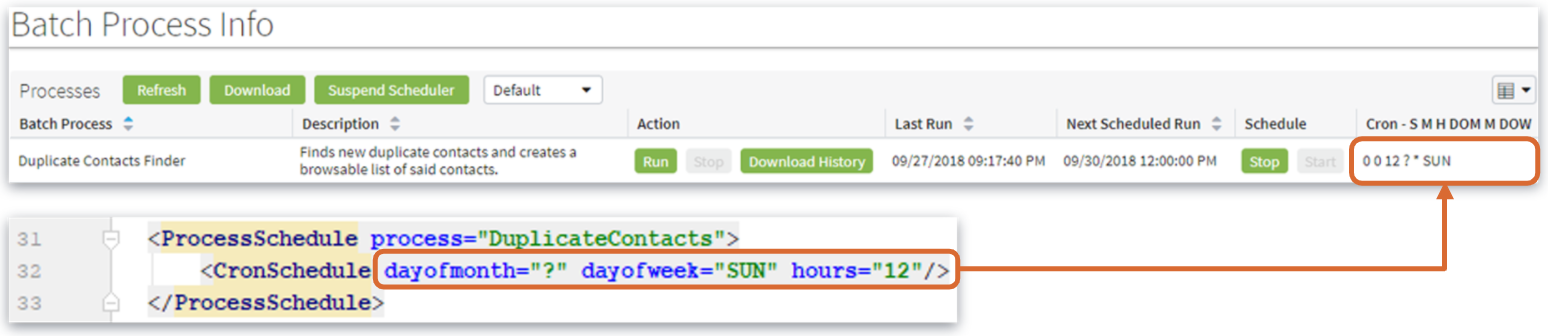 Batch Process Info
Processes Refresh Download Suspend Scheduler Default
Batch Process Description Action Last Run Next Scheduled Run Schedule Cron - S M H DOM M DOW
Duplicate Contacts Finder Finds new duplicate contacts and creates a Run Stop Download History 09/27/2018 09:17:40 PM 09/30/2018 12:00:00 PM Stop Start 0 0 12 ? * SUN
browsable list of said contacts.
31 <ProcessSchedule process="DuplicateContacts">
32 <CronSchedule dayofmonth="?" dayofweek="SUN" hours="12"/>
33 </ProcessSchedule>